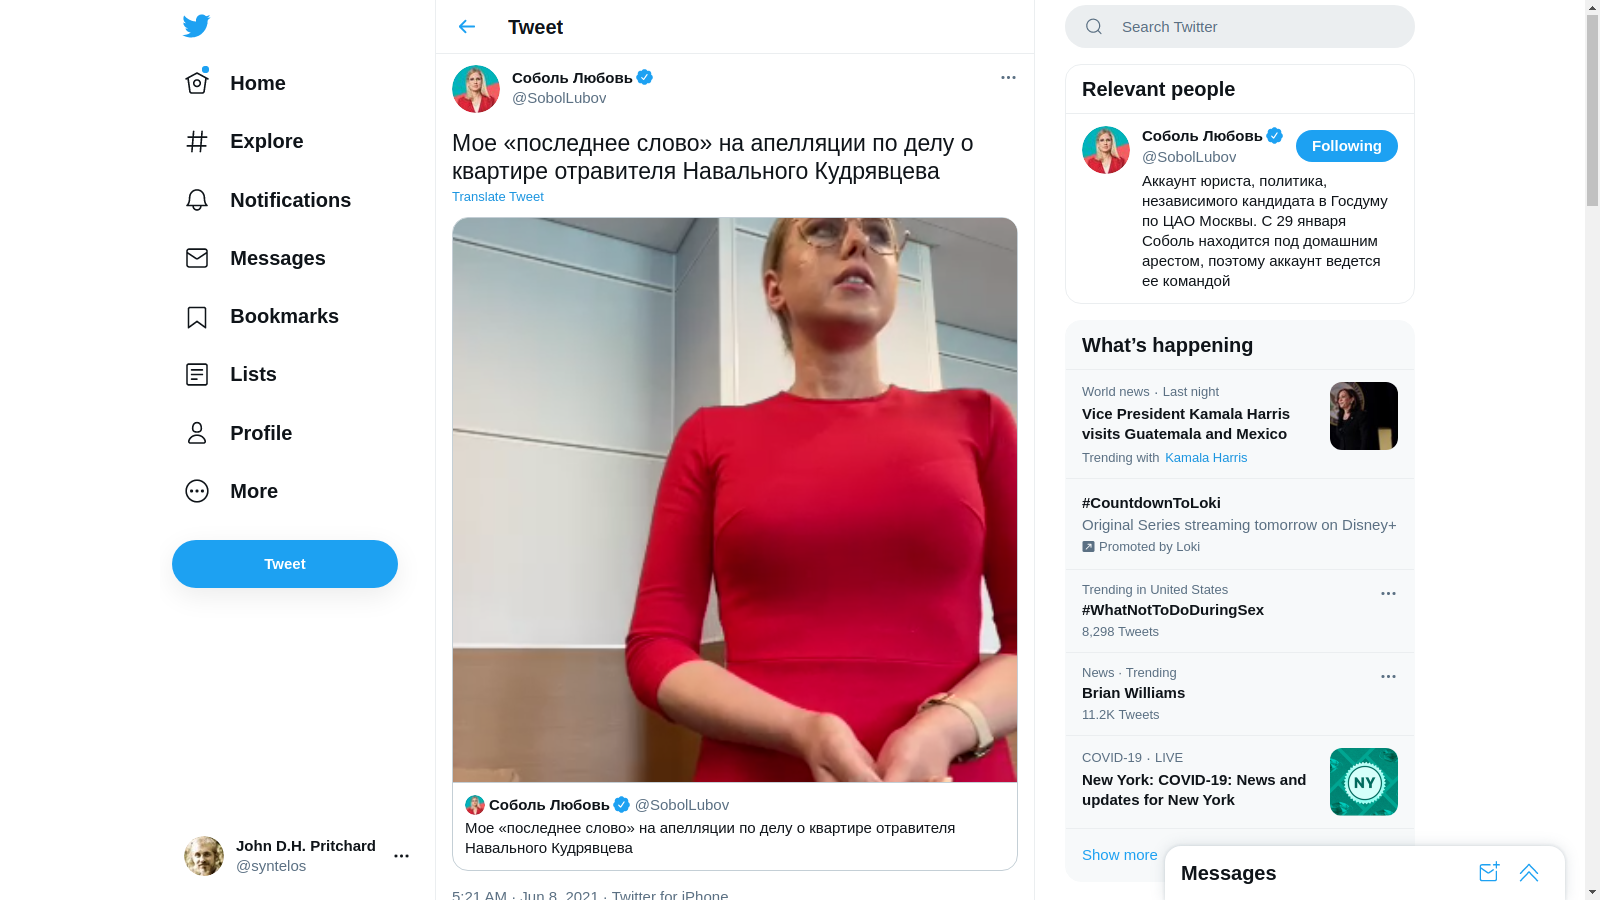 Home
Explore
Notifications
Messages
Bookmarks
Lists
Profile
More
Tweet
John D.H. Pritchard
@syntelos
Tweet
Соболь Любовь
@SobolLubov
Мое «последнее слово» на апелляции по делу о
квартире отравителя Навального Кудрявцева
Translate Tweet
Соболь Любовь @SobolLubov
Мое «последнее слово» на апелляции по делу о квартире отравителя
Навального Кудрявцева
5:21 AM · Jun 8, 2021 · Twitter for iPhone
Search Twitter
Relevant people
Соболь Любовь
@SobolLubov
Following
Аккаунт юриста, политика,
независимого кандидата в Госдуму
по ЦАО Москвы. С 29 января
Соболь находится под домашним
арестом, поэтому аккаунт ведется
ее командой
What’s happening
World news · Last night
Vice President Kamala Harris
visits Guatemala and Mexico
Trending with Kamala Harris
#CountdownToLoki
Original Series streaming tomorrow on Disney+
Promoted by Loki
Trending in United States
#WhatNotToDoDuringSex
8,298 Tweets
News · Trending
Brian Williams
11.2K Tweets
COVID-19 · LIVE
New York: COVID-19: News and
updates for New York
NY
Show more
Messages